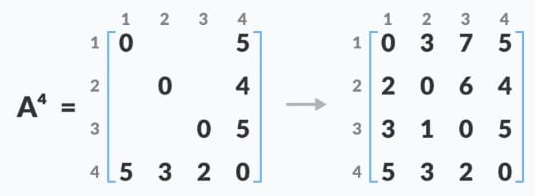 1 2 3 4 1 2 3 4
1 0 5 1 0 3 7 5
2 0 4 2 2 0 6 4
A⁴ = →
3 0 5 3 3 1 0 5
4 5 3 2 0 4 5 3 2 0